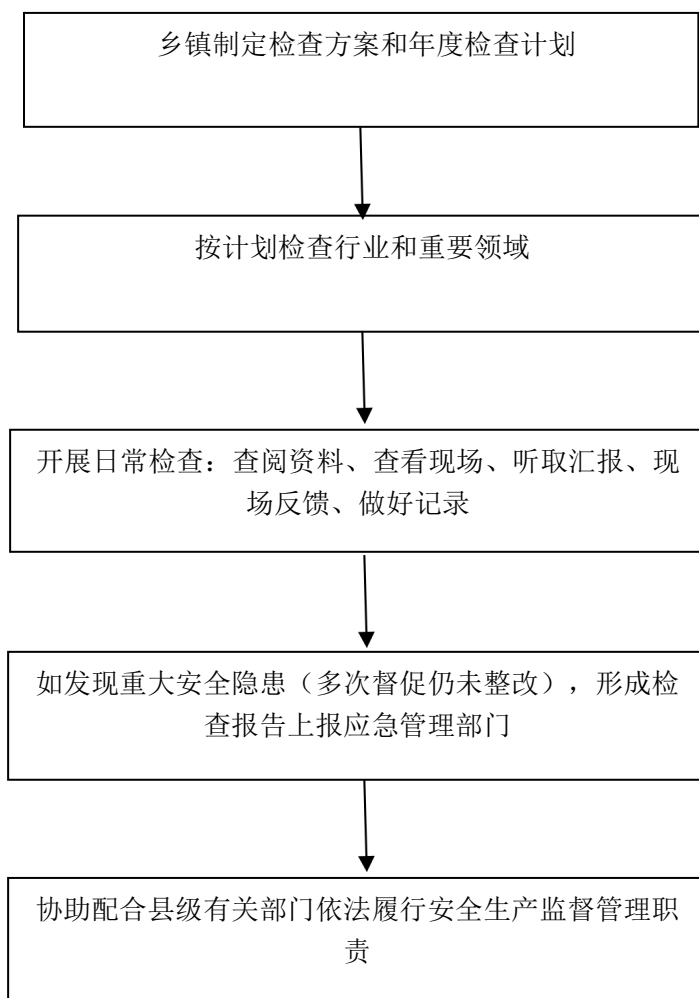 乡镇制定检查方案和年度检查计划
按计划检查行业和重要领域
开展日常检查：查阅资料、查看现场、听取汇报、现
场反馈、做好记录
如发现重大安全隐患（多次督促仍未整改），形成检
查报告上报应急管理部门
协助配合县级有关部门依法履行安全生产监督管理职
责